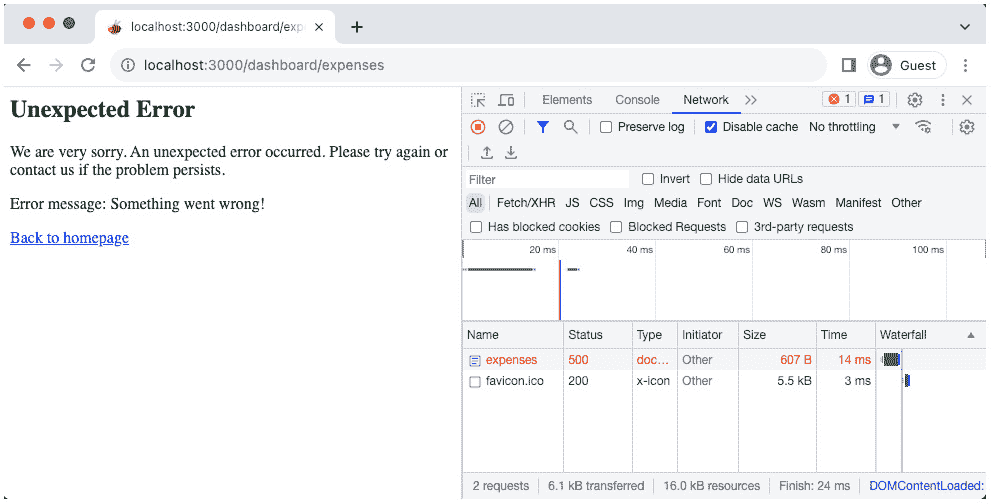 localhost:3000/dashboard/expe
localhost:3000/dashboard/expenses
Guest
Unexpected Error
We are very sorry. An unexpected error occurred. Please try again or
contact us if the problem persists.
Error message: Something went wrong!
Back to homepage
Elements Console Network 1 1
Preserve log Disable cache No throttling
Filter Invert Hide data URLs
All Fetch/XHR JS CSS Img Media Font Doc WS Wasm Manifest Other
Has blocked cookies Blocked Requests 3rd-party requests
20 ms 40 ms 60 ms 80 ms 100 ms
Name Status Type Initiator Size Time Waterfall
expenses 500 doc... Other 607 B 14 ms
favicon.ico 200 x-icon Other 5.5 kB 3 ms
2 requests 6.1 kB transferred 16.0 kB resources Finish: 24 ms DOMContentLoaded: